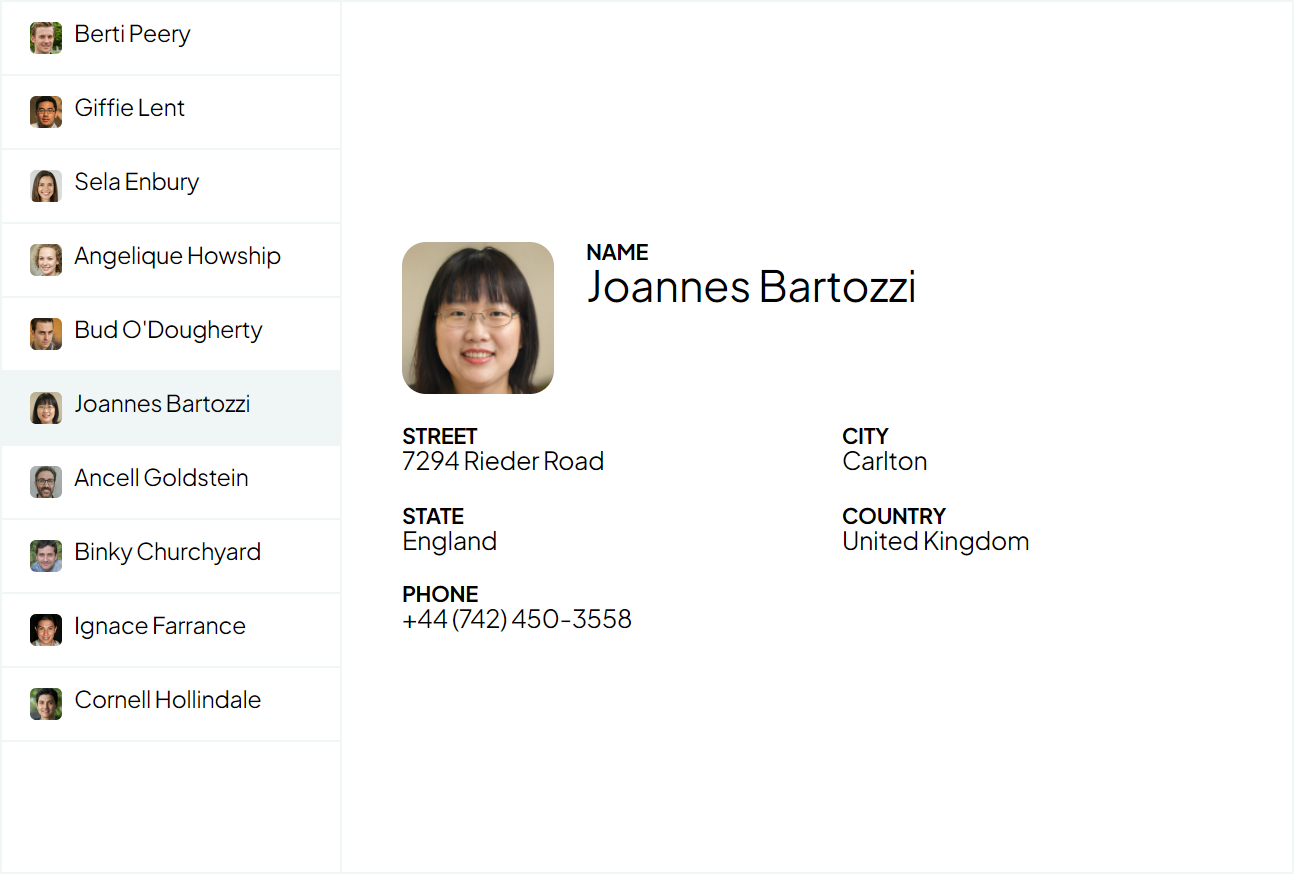 Berti Peery
Giffie Lent
Sela Enbury
Angelique Howship
Bud O'Dougherty
Joannes Bartozzi
Ancell Goldstein
Binky Churchyard
Ignace Farrance
Cornell Hollindale
NAME
Joannes Bartozzi
STREET
7294 Rieder Road
CITY
Carlton
STATE
England
COUNTRY
United Kingdom
PHONE
+44 (742) 450-3558